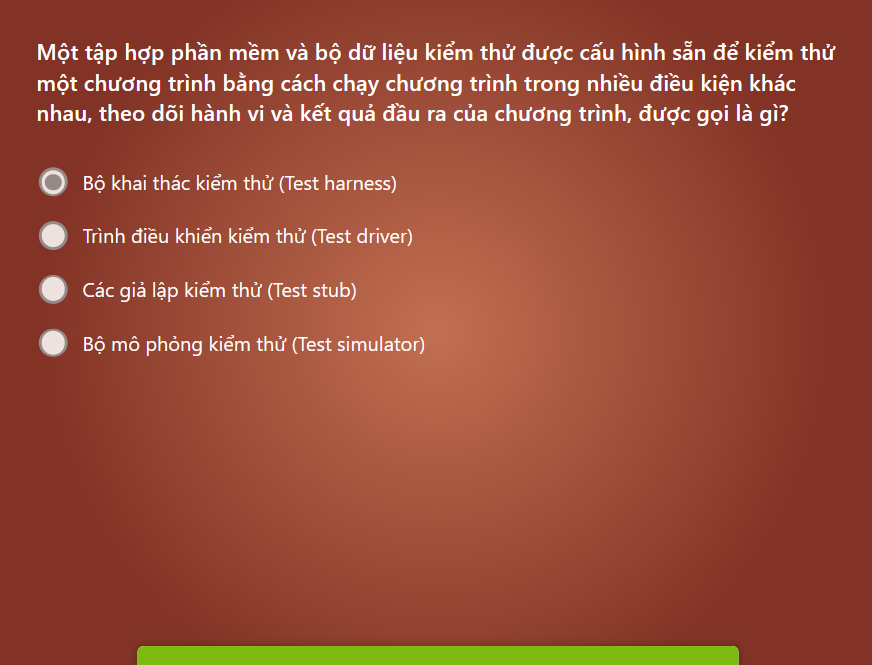 Một tập hợp phần mềm và bộ dữ liệu kiểm thử được cấu hình sẵn để kiểm thử
một chương trình bằng cách chạy chương trình trong nhiều điều kiện khác
nhau, theo dõi hành vi và kết quả đầu ra của chương trình, được gọi là gì?
Bộ khai thác kiểm thử (Test harness)
Trình điều khiển kiểm thử (Test driver)
Các giả lập kiểm thử (Test stub)
Bộ mô phỏng kiểm thử (Test simulator)